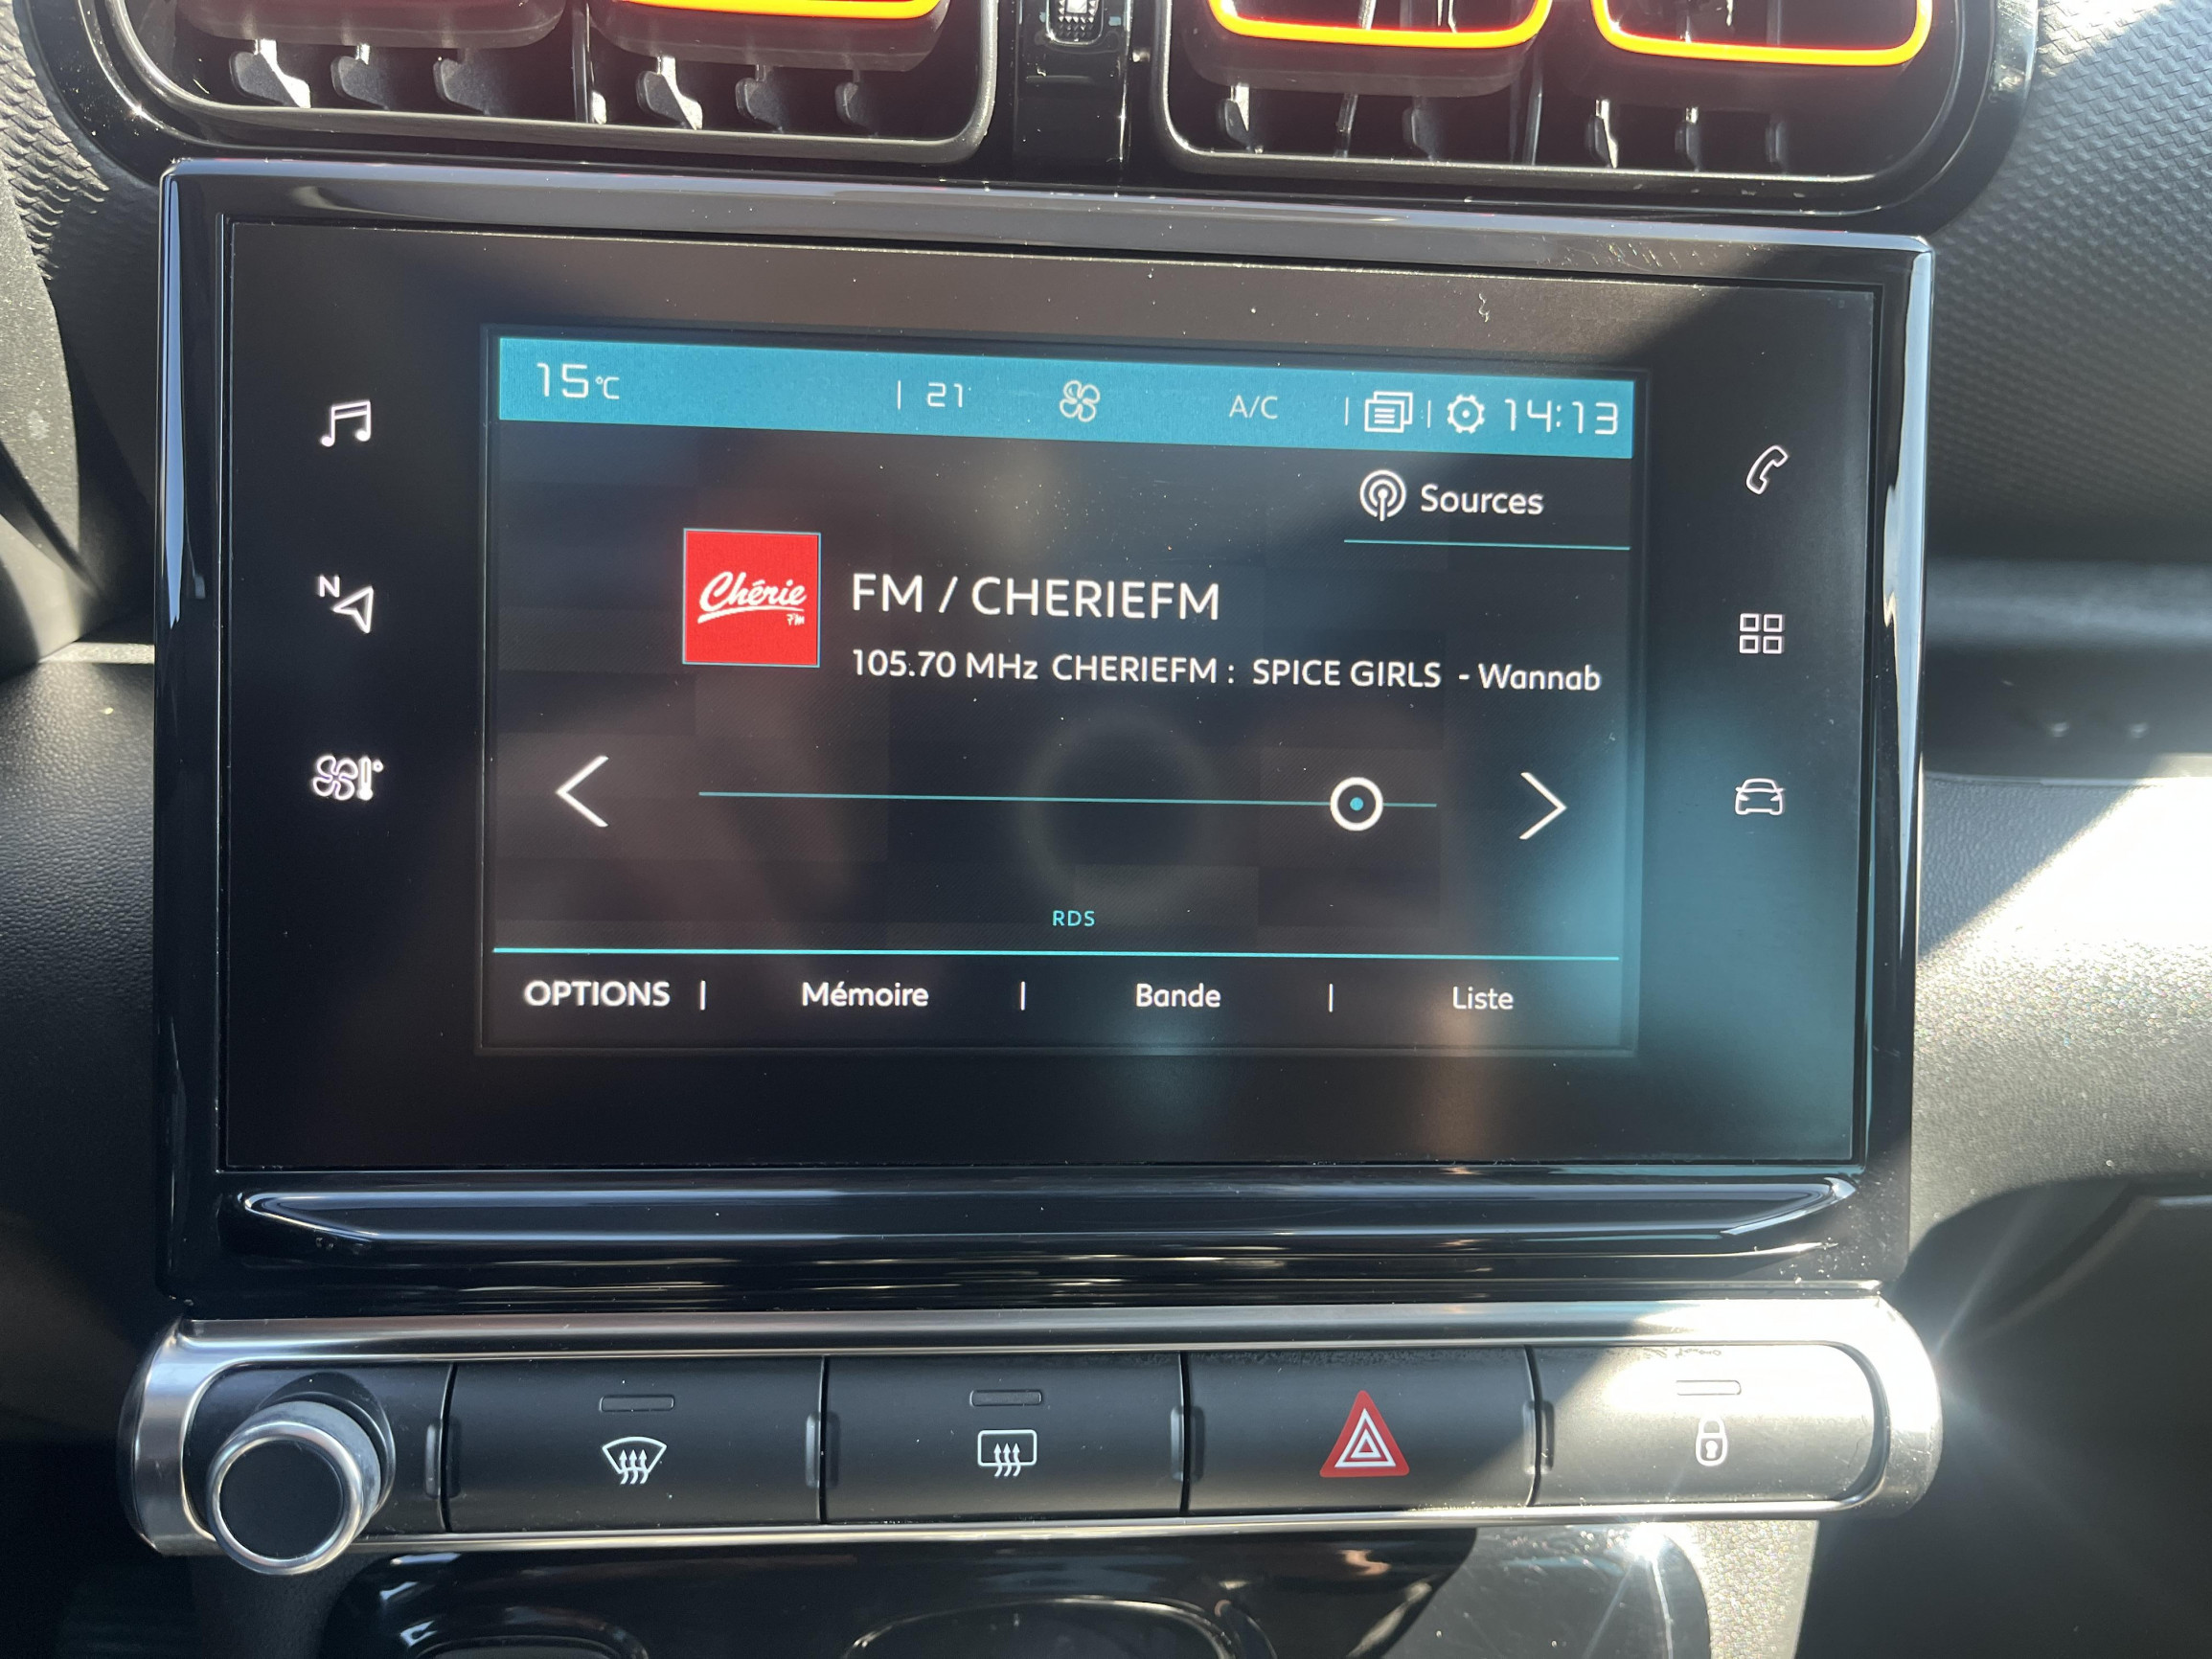 15°C | 21 A/C | | 14:13
Sources
Chérie FM
FM / CHERIEFM
105.70 MHz CHERIEFM : SPICE GIRLS - Wannab
N
RDS
OPTIONS | Mémoire | Bande | Liste